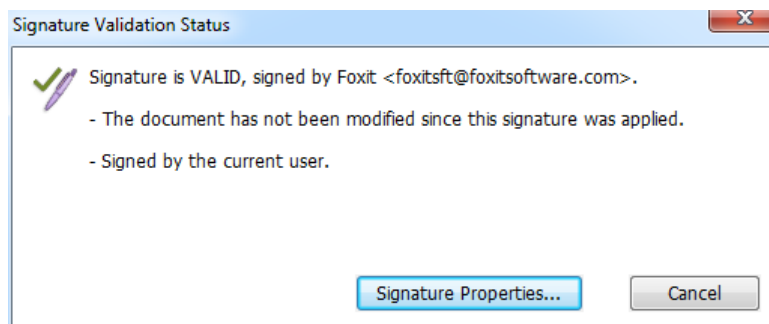 Signature Validation Status
Signature is VALID, signed by Foxit <foxitsft@foxitsoftware.com>.
- The document has not been modified since this signature was applied.
- Signed by the current user.
Signature Properties... Cancel